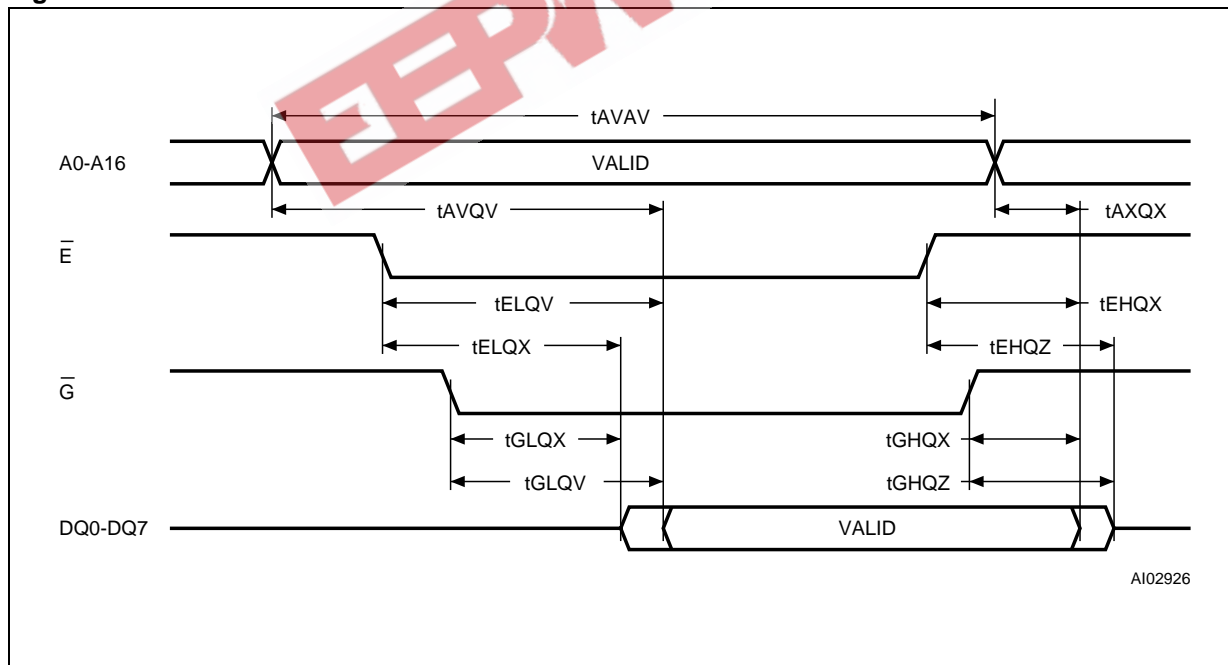 tAVAV
A0-A16
VALID
tAVQV
tAXQX
E
tELQV
tEHQX
tELQX
tEHQZ
G
tGLQX
tGHQX
tGLQV
tGHQZ
DQ0-DQ7
VALID
AI02926